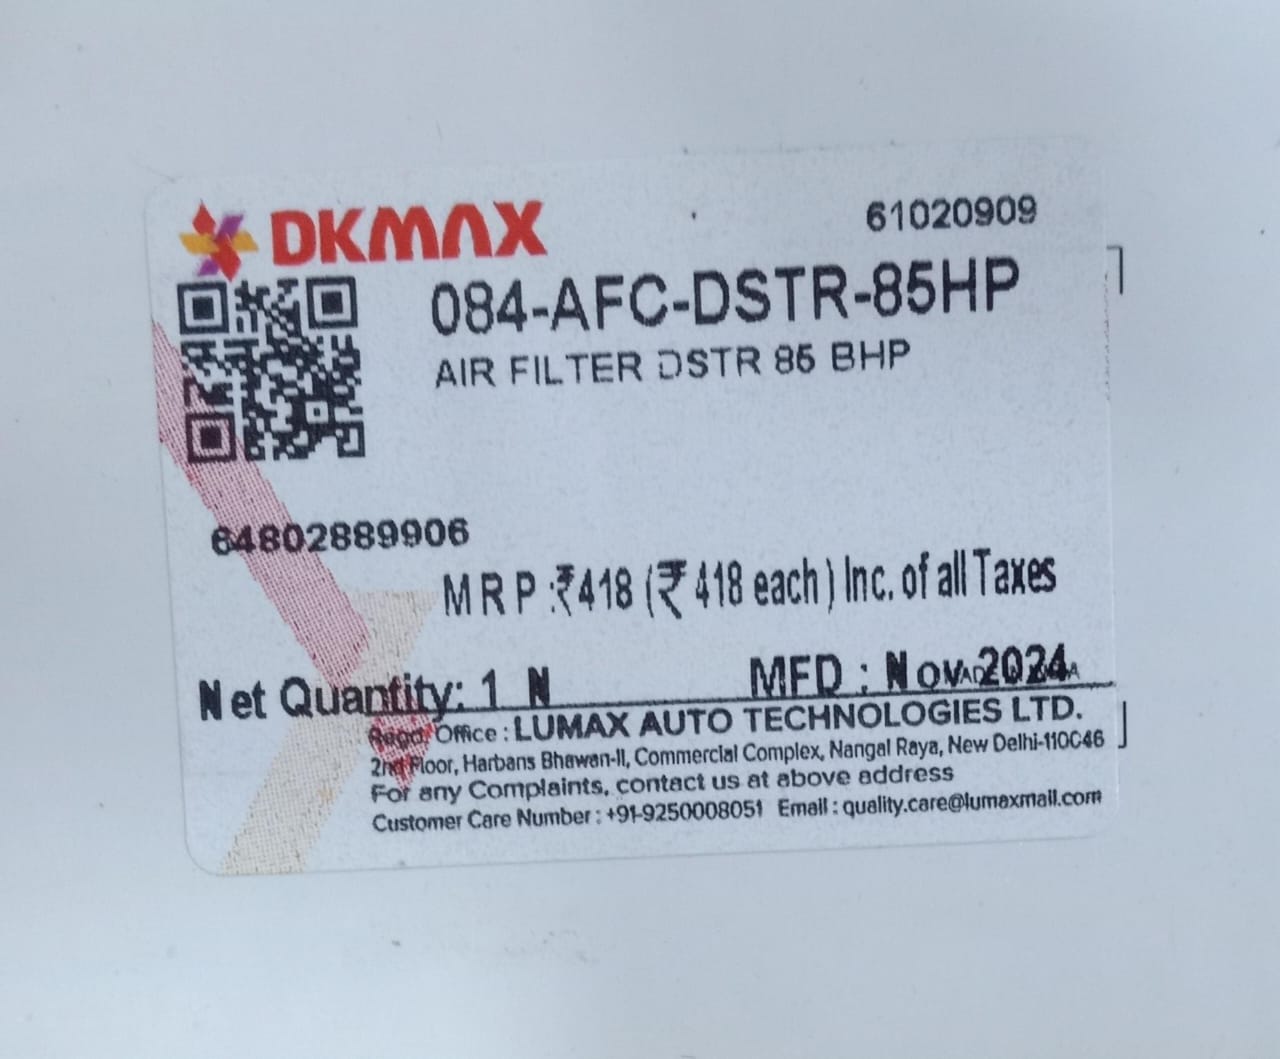 DKMAX
61020909
084-AFC-DSTR-85HP
AIR FILTER DSTR 85 BHP
64802889906
MRP :₹418 (₹ 418 each) Inc. of all Taxes
Net Quantity: 1 N
MFD : Nov 2024
Regd. Office : LUMAX AUTO TECHNOLOGIES LTD.
2nd Floor, Harbans Bhawan-II, Commercial Complex, Nangal Raya, New Delhi-110046
For any Complaints, contact us at above address
Customer Care Number : +91-9250008051 Email : quality.care@lumaxmail.com